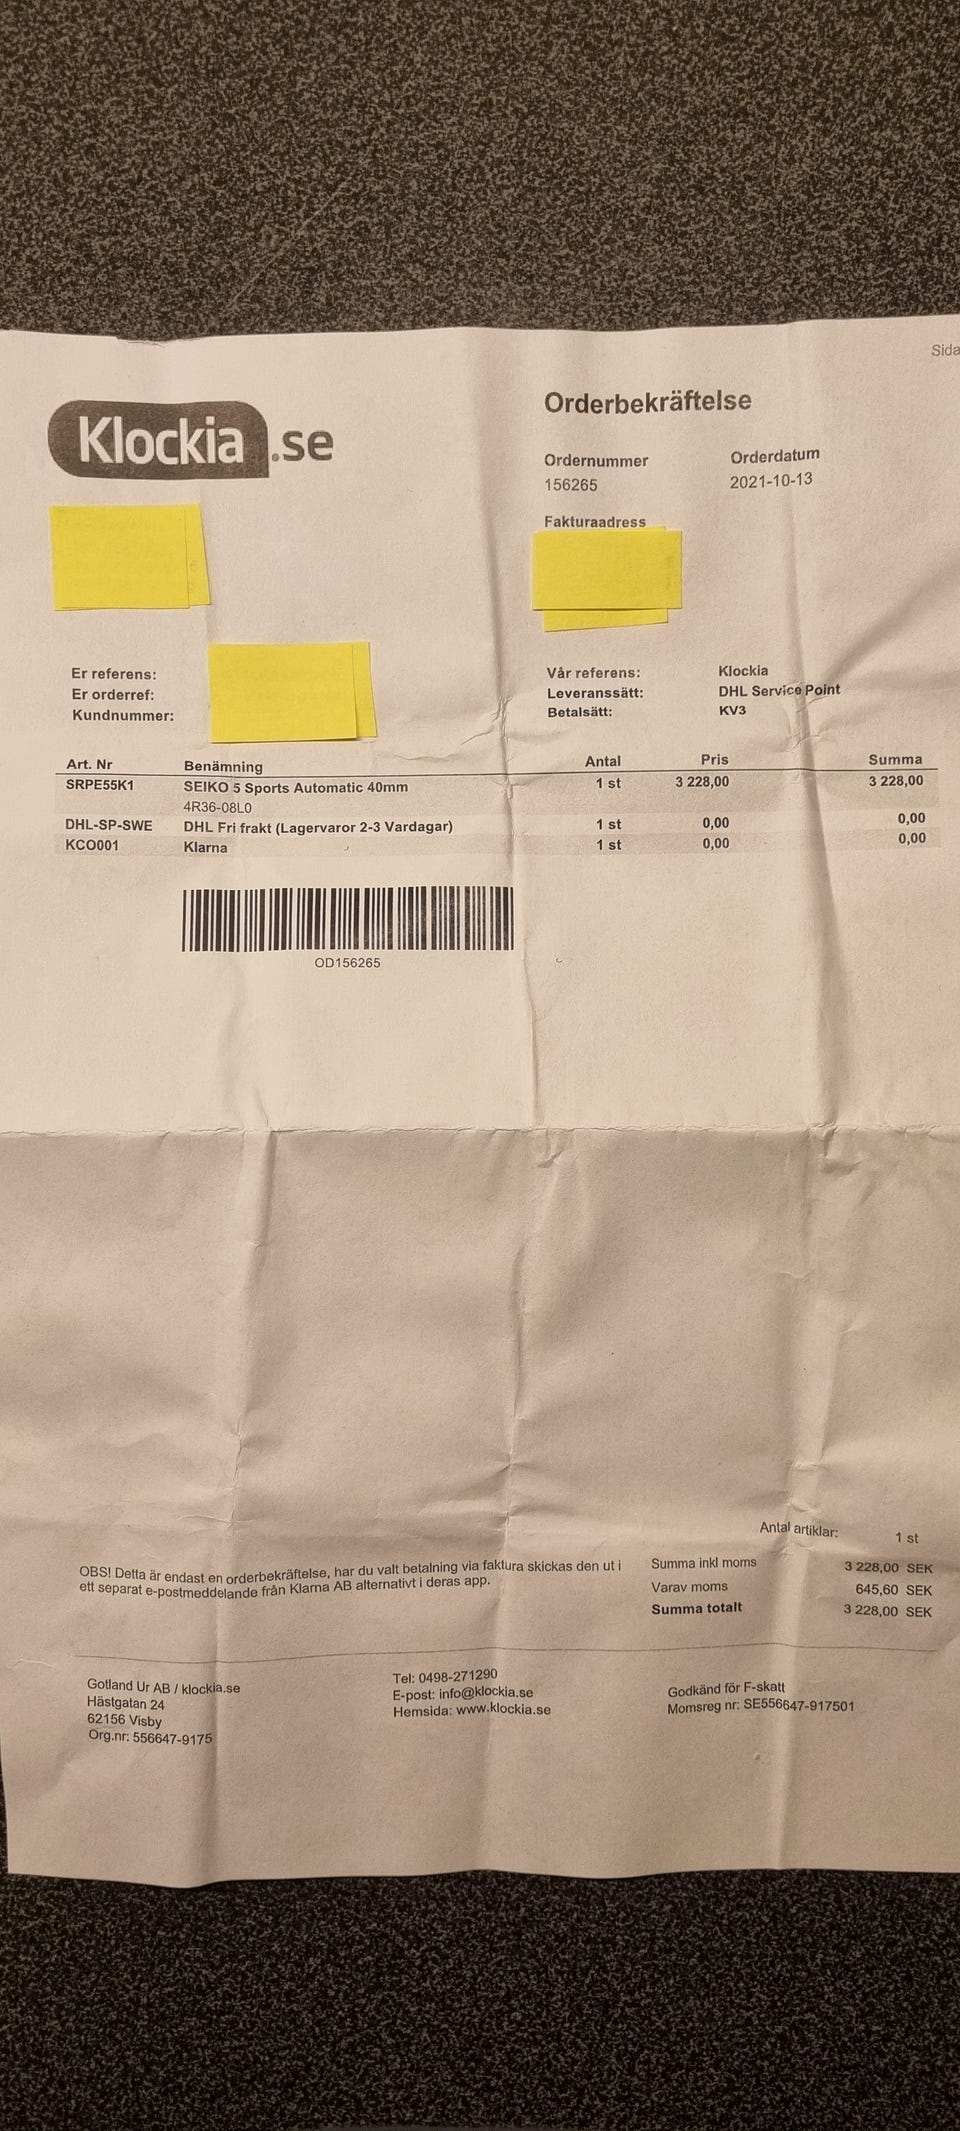 Sida
Klockia.se
Orderbekräftelse
Ordernummer Orderdatum
156265 2021-10-13
Fakturaadress
Er referens:
Er orderref:
Kundnummer:
Vår referens: Klockia
Leveranssätt: DHL Service Point
Betalsätt: KV3
Art. Nr Benämning Antal Pris Summa
SRPE55K1 SEIKO 5 Sports Automatic 40mm 1 st 3 228,00 3 228,00
4R36-08L0
DHL-SP-SWE DHL Fri frakt (Lagervaror 2-3 Vardagar) 1 st 0,00 0,00
KCO001 Klarna 1 st 0,00 0,00
OD156265
Antal artiklar: 1 st
OBS! Detta är endast en orderbekräftelse, har du valt betalning via faktura skickas den ut i
ett separat e-postmeddelande från Klarna AB alternativt i deras app.
Summa inkl moms 3 228,00 SEK
Varav moms 645,60 SEK
Summa totalt 3 228,00 SEK
Gotland Ur AB / klockia.se
Hästgatan 24
62156 Visby
Org.nr: 556647-9175
Tel: 0498-271290
E-post: info@klockia.se
Hemsida: www.klockia.se
Godkänd för F-skatt
Momsreg nr: SE556647-917501